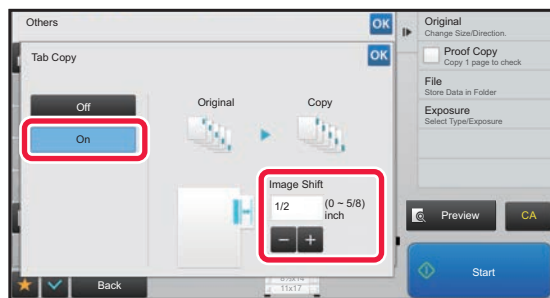 Others
OK
Tab Copy
OK
Off
On
Original
Copy
Image Shift
1/2
(0 ~ 5/8)
inch
Back
11x17
Original
Change Size/Direction.
Proof Copy
Copy 1 page to check
File
Store Data in Folder
Exposure
Select Type/Exposure
Preview
CA
Start